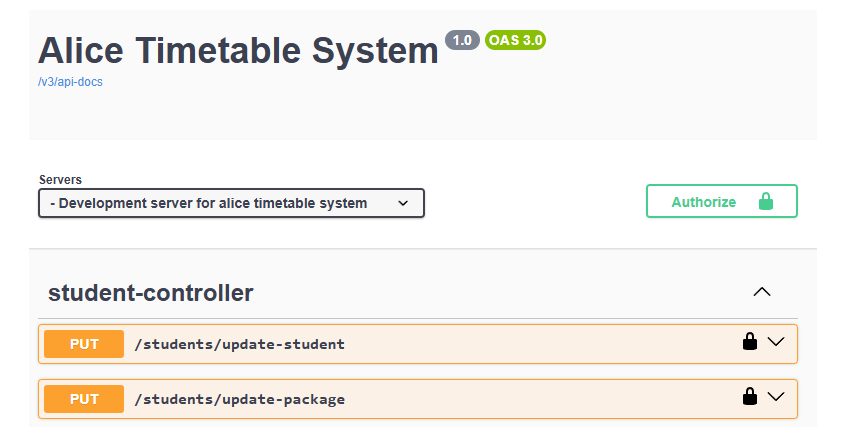 Alice Timetable System 1.0 OAS 3.0
/v3/api-docs
Servers
- Development server for alice timetable system
Authorize
student-controller
PUT /students/update-student
PUT /students/update-package